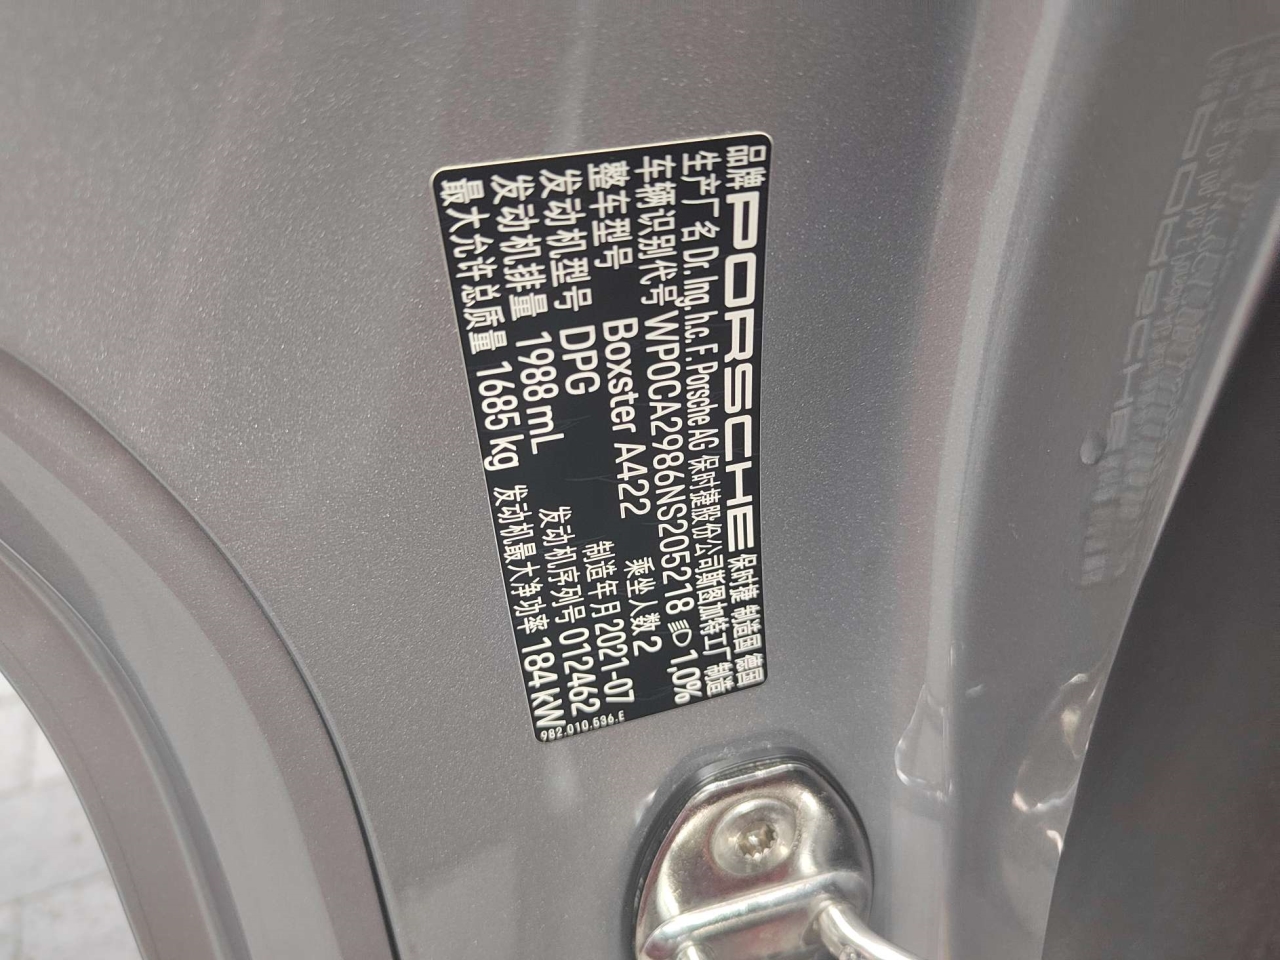 品牌 PORSCHE 保时捷 制造国 德国
生产厂名 Dr. Ing. h.c. F. Porsche AG 保时捷股份公司斯图加特工厂 制造
车辆识别代号 WP0CA2986NS205218 1,0%
整车型号 Boxster A422 乘坐人数 2
发动机型号 DPG 制造年月 2021-07
发动机排量 1988 mL 发动机序列号 012462
最大允许总质量 1685 kg 发动机最大净功率 184 kW
982.010.536.E